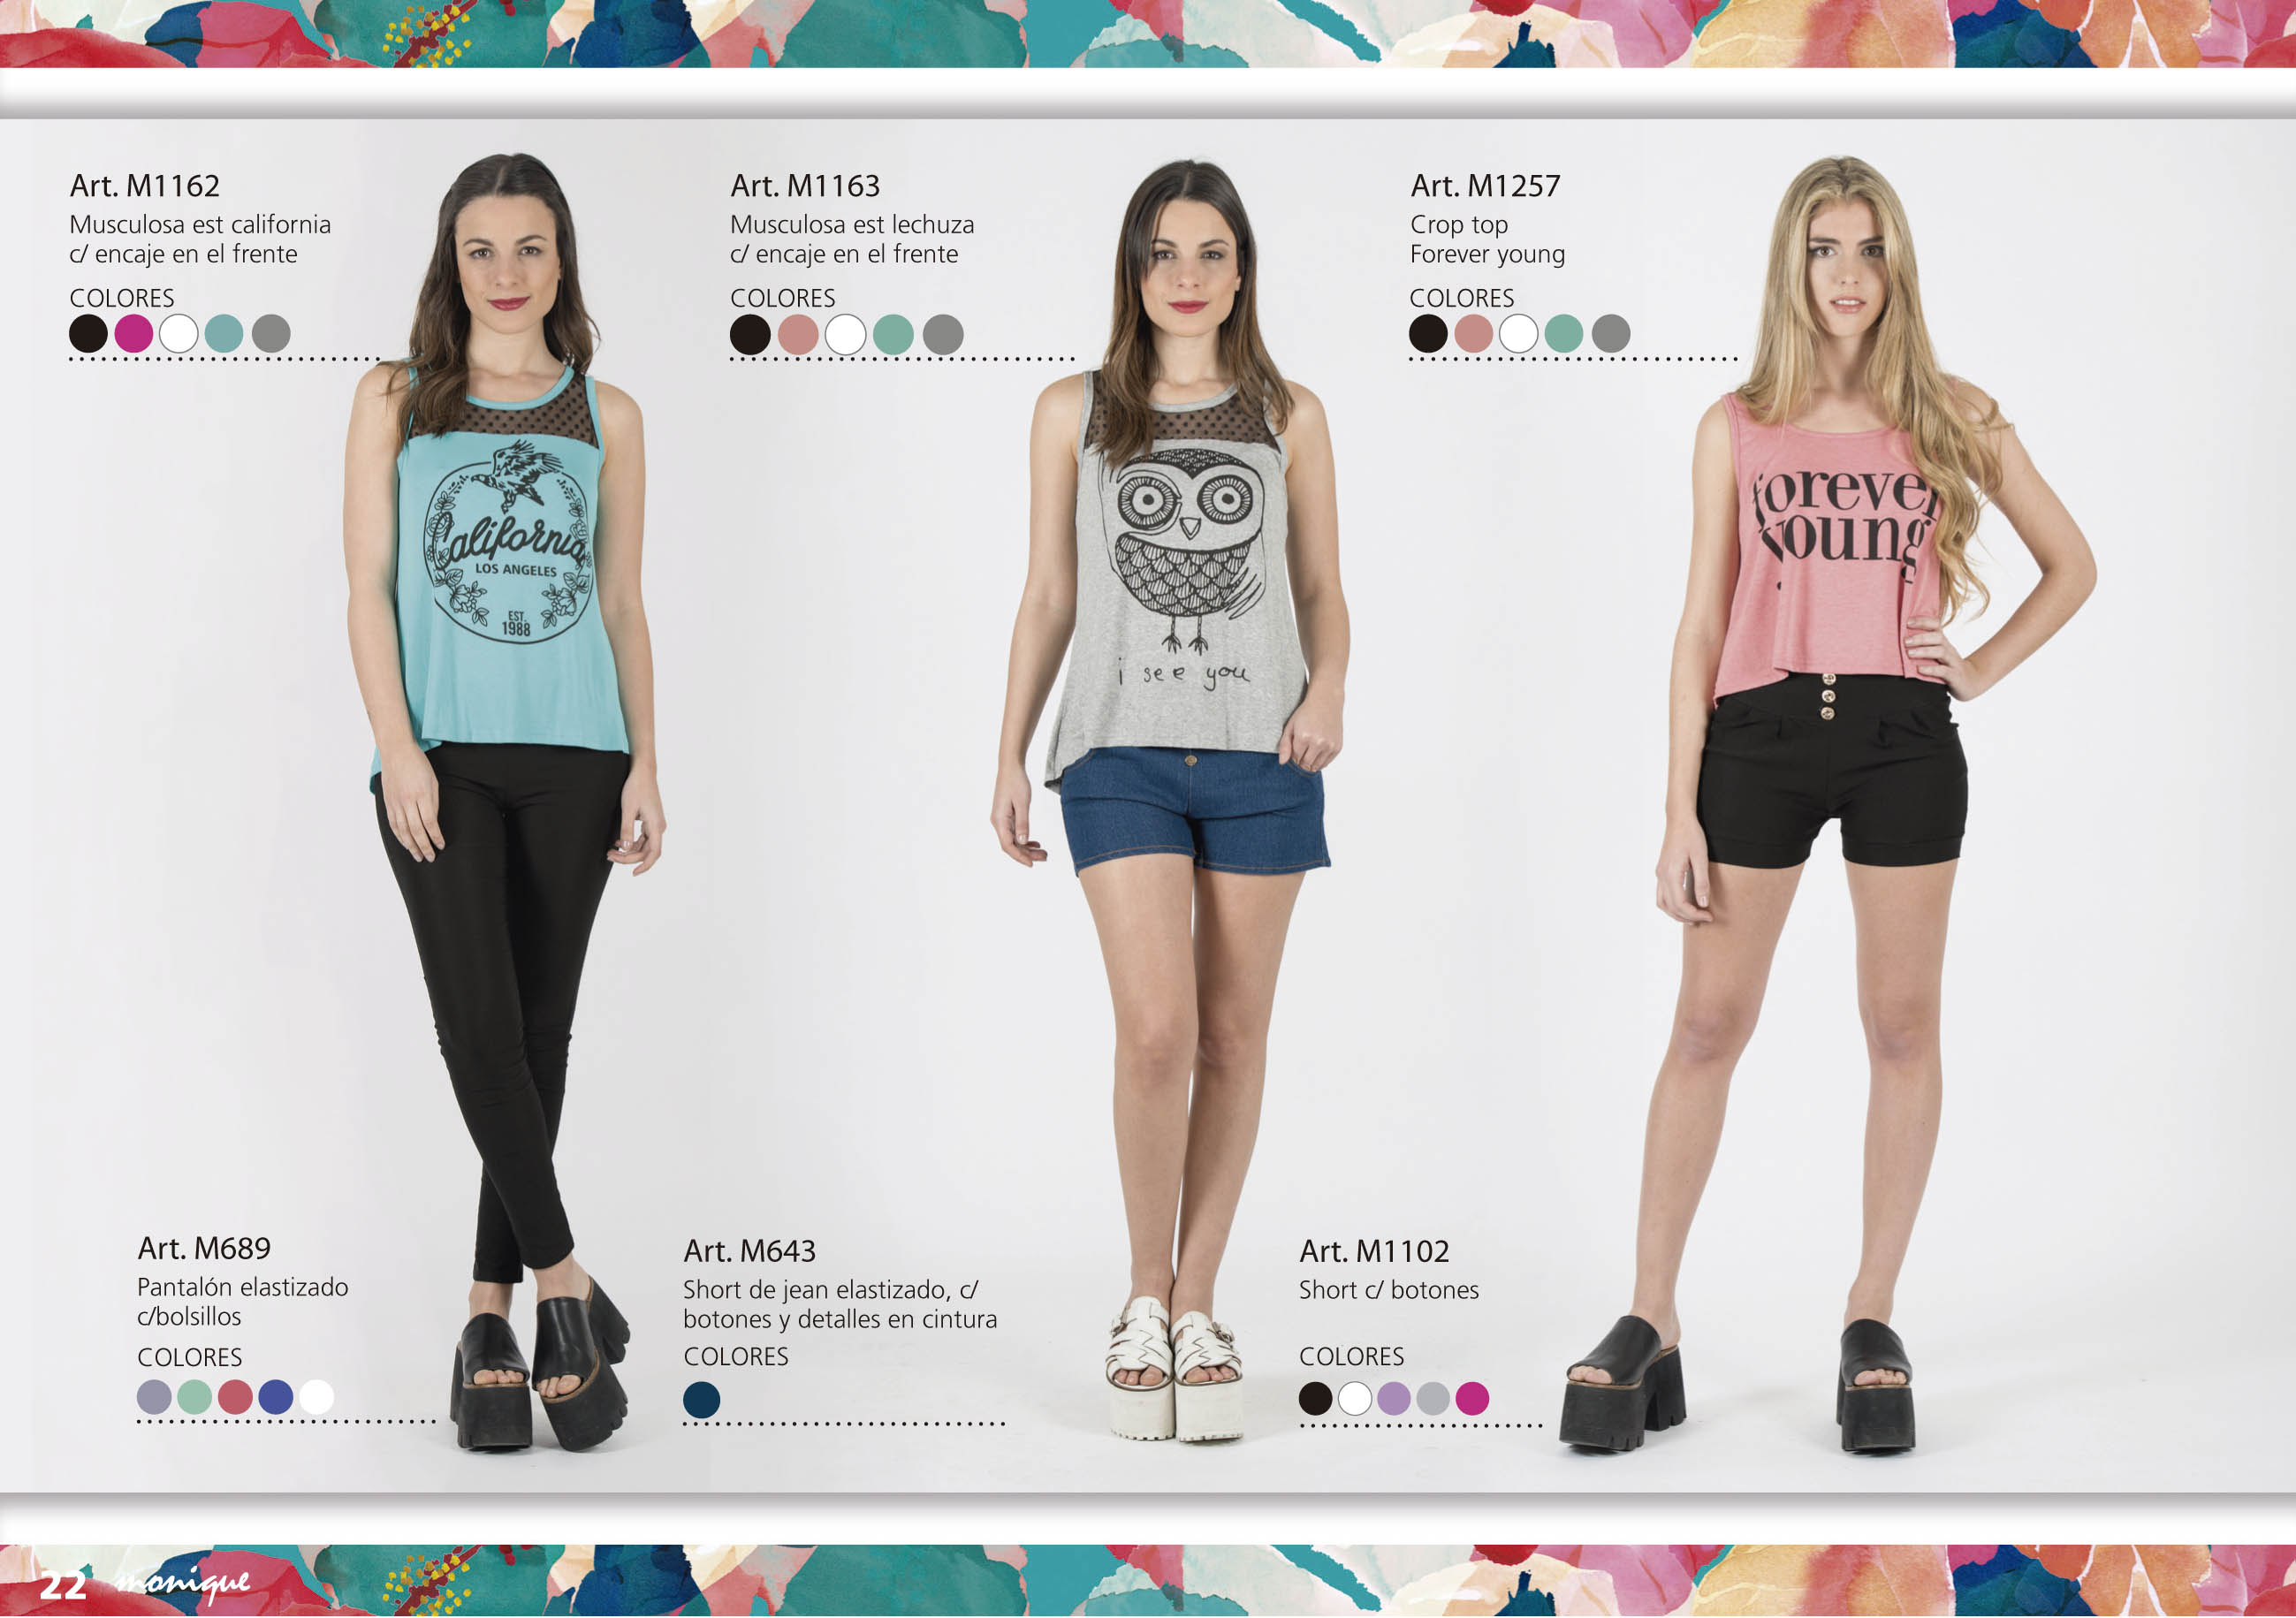 Art. M1162
Musculosa est california
c/ encaje en el frente
COLORES
Art. M1163
Musculosa est lechuza
c/ encaje en el frente
COLORES
Art. M1257
Crop top
Forever young
COLORES
California
LOS ANGELES
EST.
1988
i see you
forever
young
Art. M689
Pantalón elastizado
c/bolsillos
COLORES
Art. M643
Short de jean elastizado, c/
botones y detalles en cintura
COLORES
Art. M1102
Short c/ botones
COLORES
22 monique